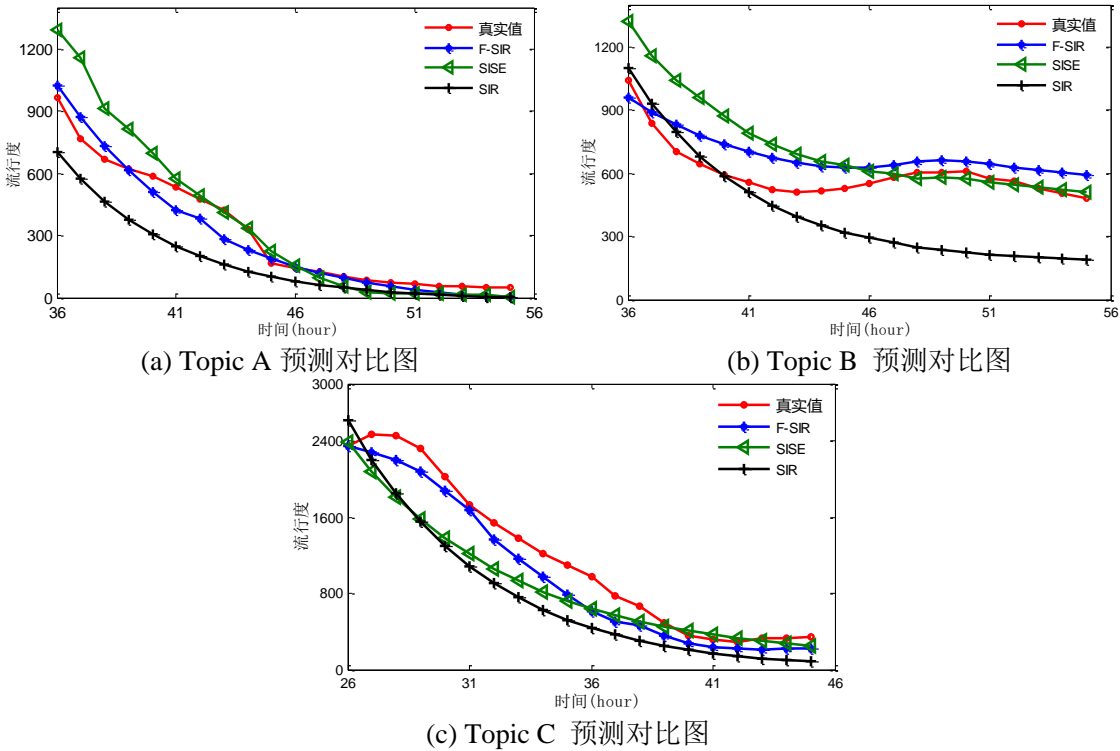 1200
900
600
300
0
流行度
真实值
F-SIR
SISE
SIR
36
41
46
51
56
时间(hour)
(a) Topic A 预测对比图
1200
900
600
300
0
流行度
真实值
F-SIR
SISE
SIR
36
41
46
51
56
时间(hour)
(b) Topic B 预测对比图
3000
2400
1600
800
0
流行度
真实值
F-SIR
SISE
SIR
26
31
36
41
46
时间(hour)
(c) Topic C 预测对比图